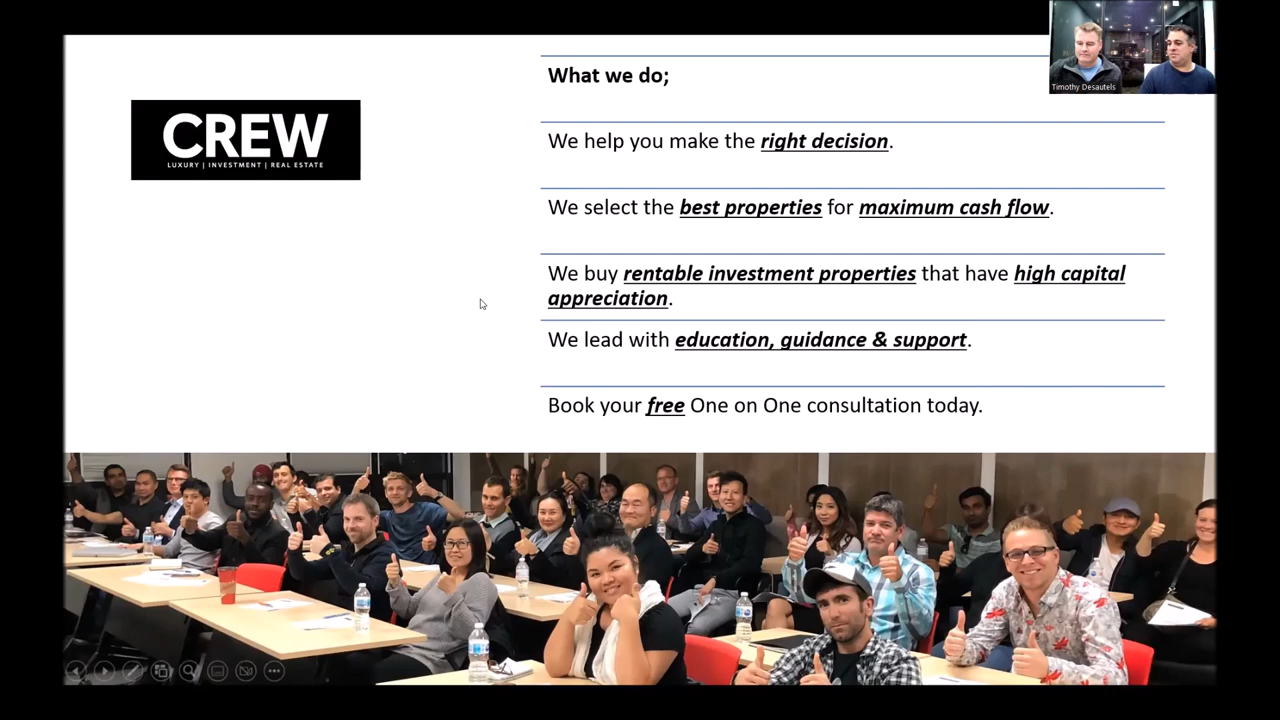 What we do;
Timothy Desautels
CREW
LUXURY | INVESTMENT | REAL ESTATE
We help you make the right decision.
We select the best properties for maximum cash flow.
We buy rentable investment properties that have high capital
appreciation.
We lead with education, guidance & support.
Book your free One on One consultation today.